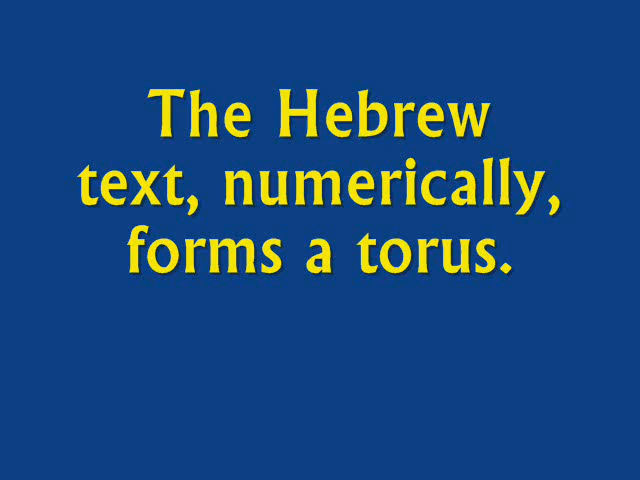 The Hebrew
text, numerically,
forms a torus.